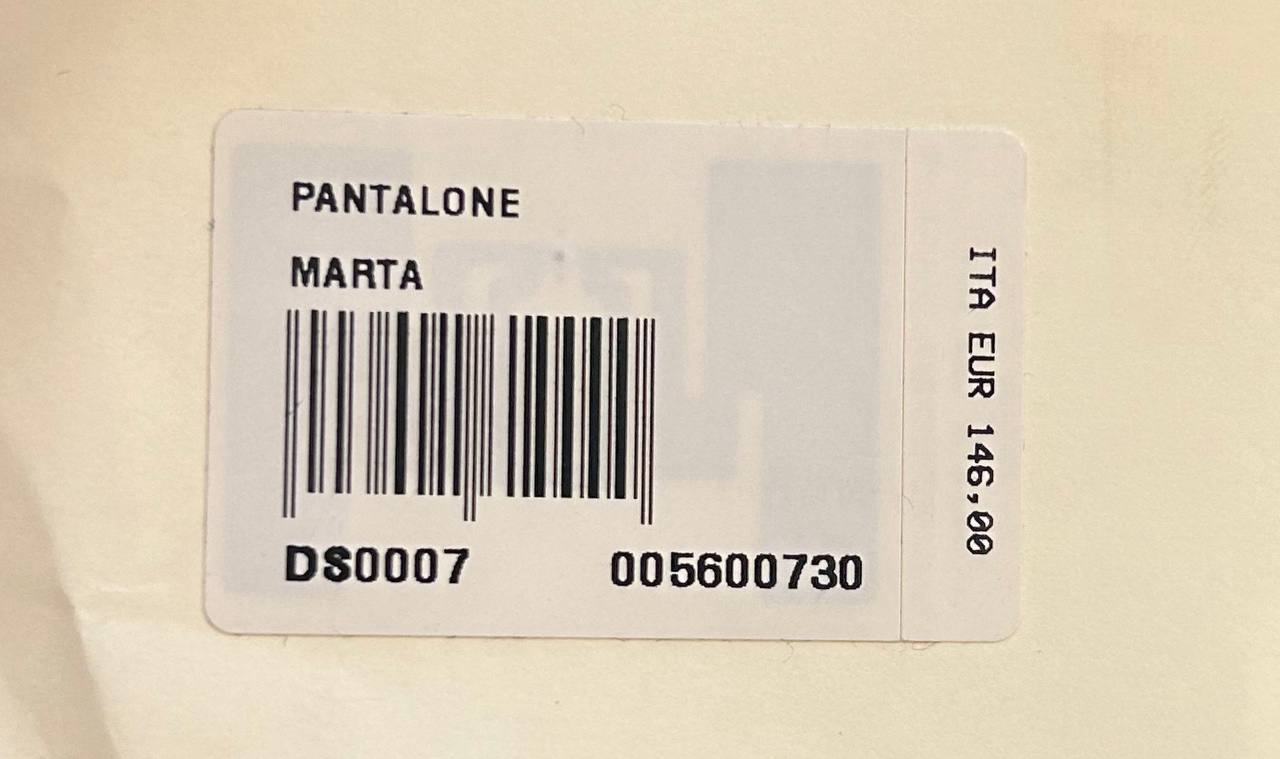 PANTALONE
MARTA
DS0007 005600730
ITA EUR 146,00